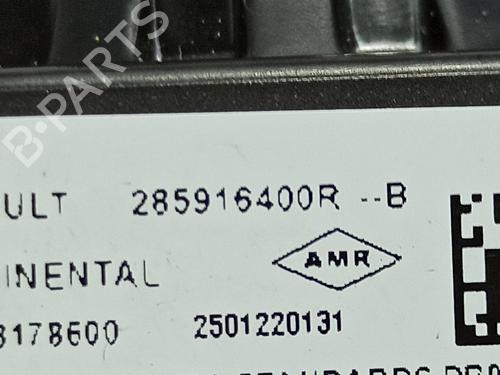 B-PARTS
ULT 285916400R --B
INENTAL
AMR
3178600 2501220131